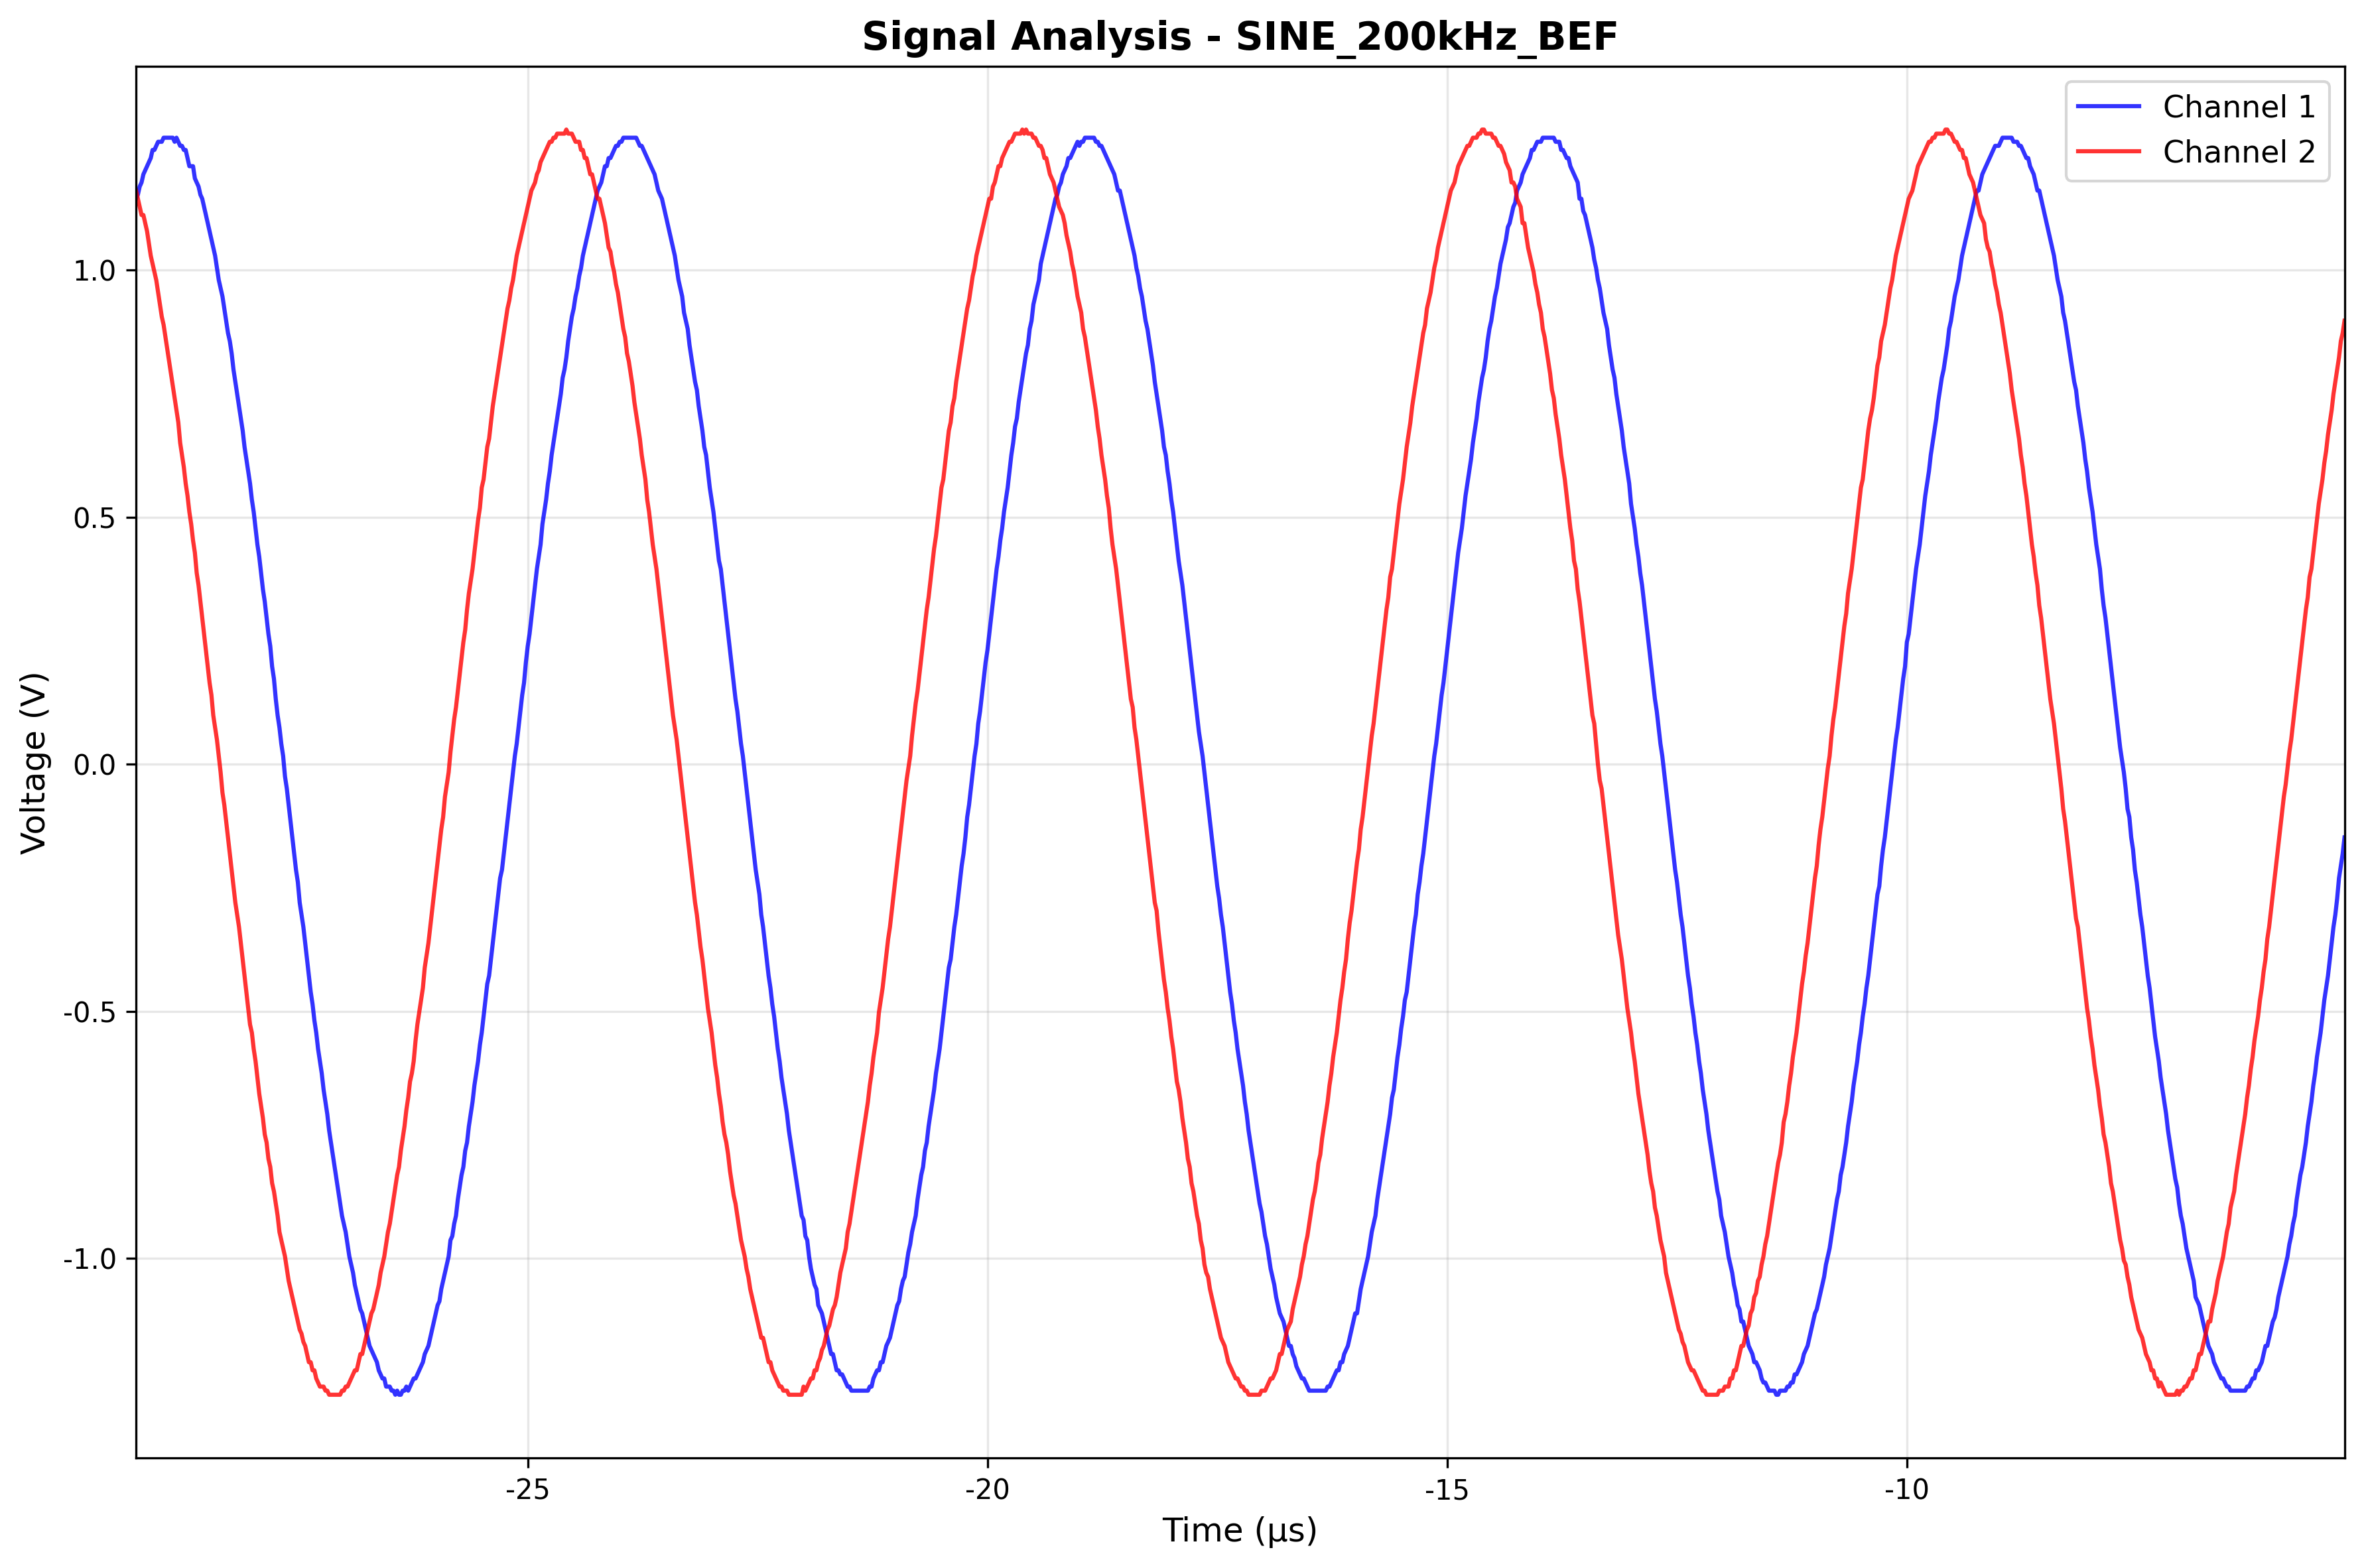 Signal Analysis - SINE_200kHz_BEF
Channel 1
Channel 2
1.0
0.5
0.0
-0.5
-1.0
Voltage (V)
-25
-20
-15
-10
Time (µs)